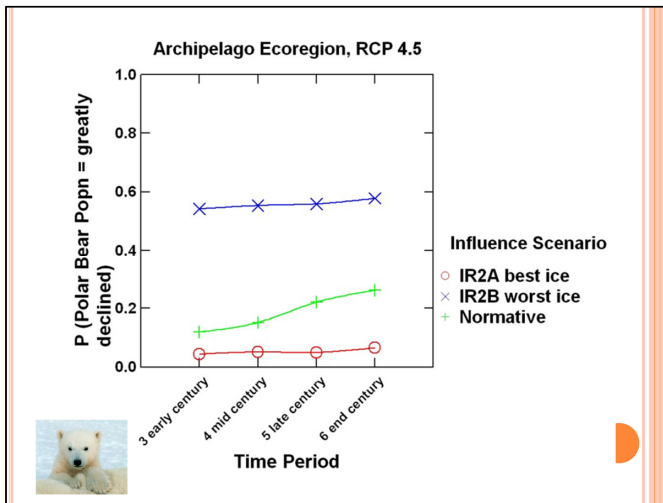 Archipelago Ecoregion, RCP 4.5
P (Polar Bear Popn = greatly
declined)
1.0
0.8
0.6
0.4
0.2
0.0
3 early century
4 mid century
5 late century
6 end century
Time Period
Influence Scenario
IR2A best ice
IR2B worst ice
Normative